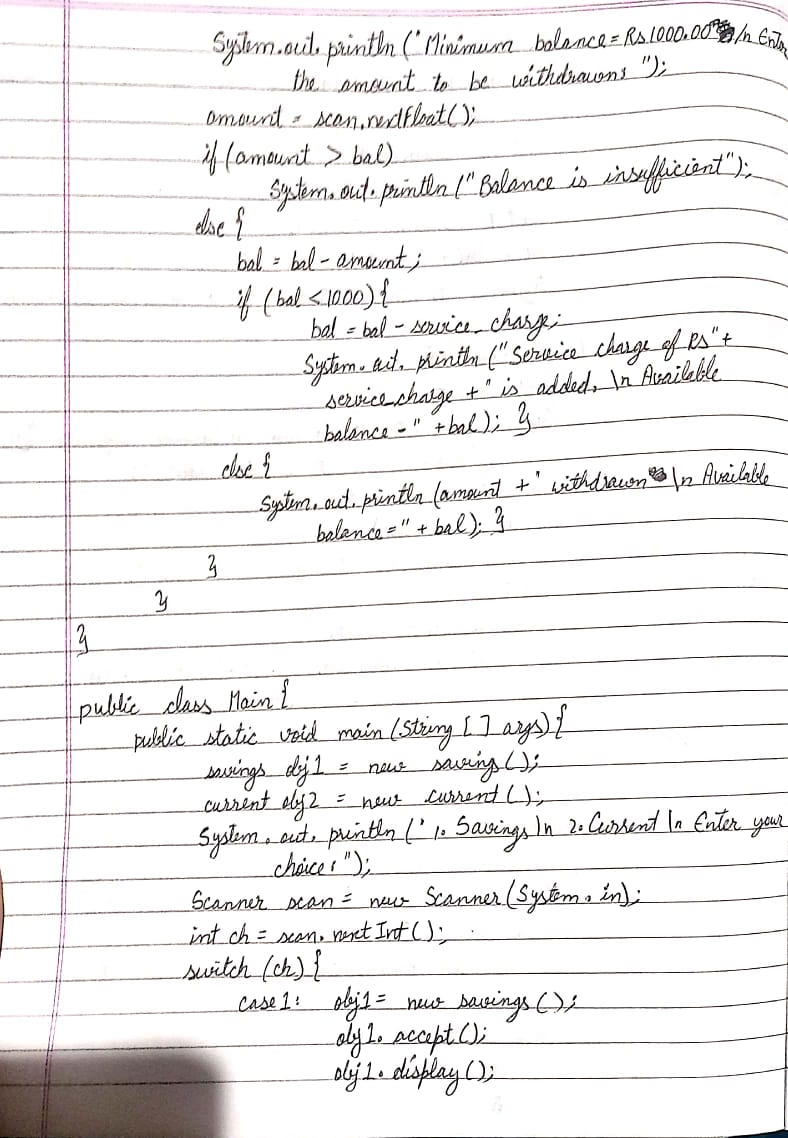 System.out.println ("Minimum balance = Rs.1000.00 /n Enter
the amount to be withdrawns ");
amount = scan.nextFloat();
if (amount > bal)
System.out.println ("Balance is insufficient");
else {
bal = bal - amount;
if (bal < 1000) {
bal = bal - service_charge;
System.out.println ("Service charge of Rs" +
service_charge + " is added, \n Available
balance - " + bal); }
else {
System.out.println (amount + " withdrawn \n Available
balance = " + bal); }
}
}
}
public class Main {
public static void main (String [] args) {
savings obj1 = new saving ();
current obj2 = new current ();
System.out.println (" 1. Savings \n 2. Current \n Enter your
choice: ");
Scanner scan = new Scanner (System.in);
int ch = scan.next Int ();
switch (ch) {
case 1: obj1 = new savings ();
obj1.accept ();
obj1.display ();